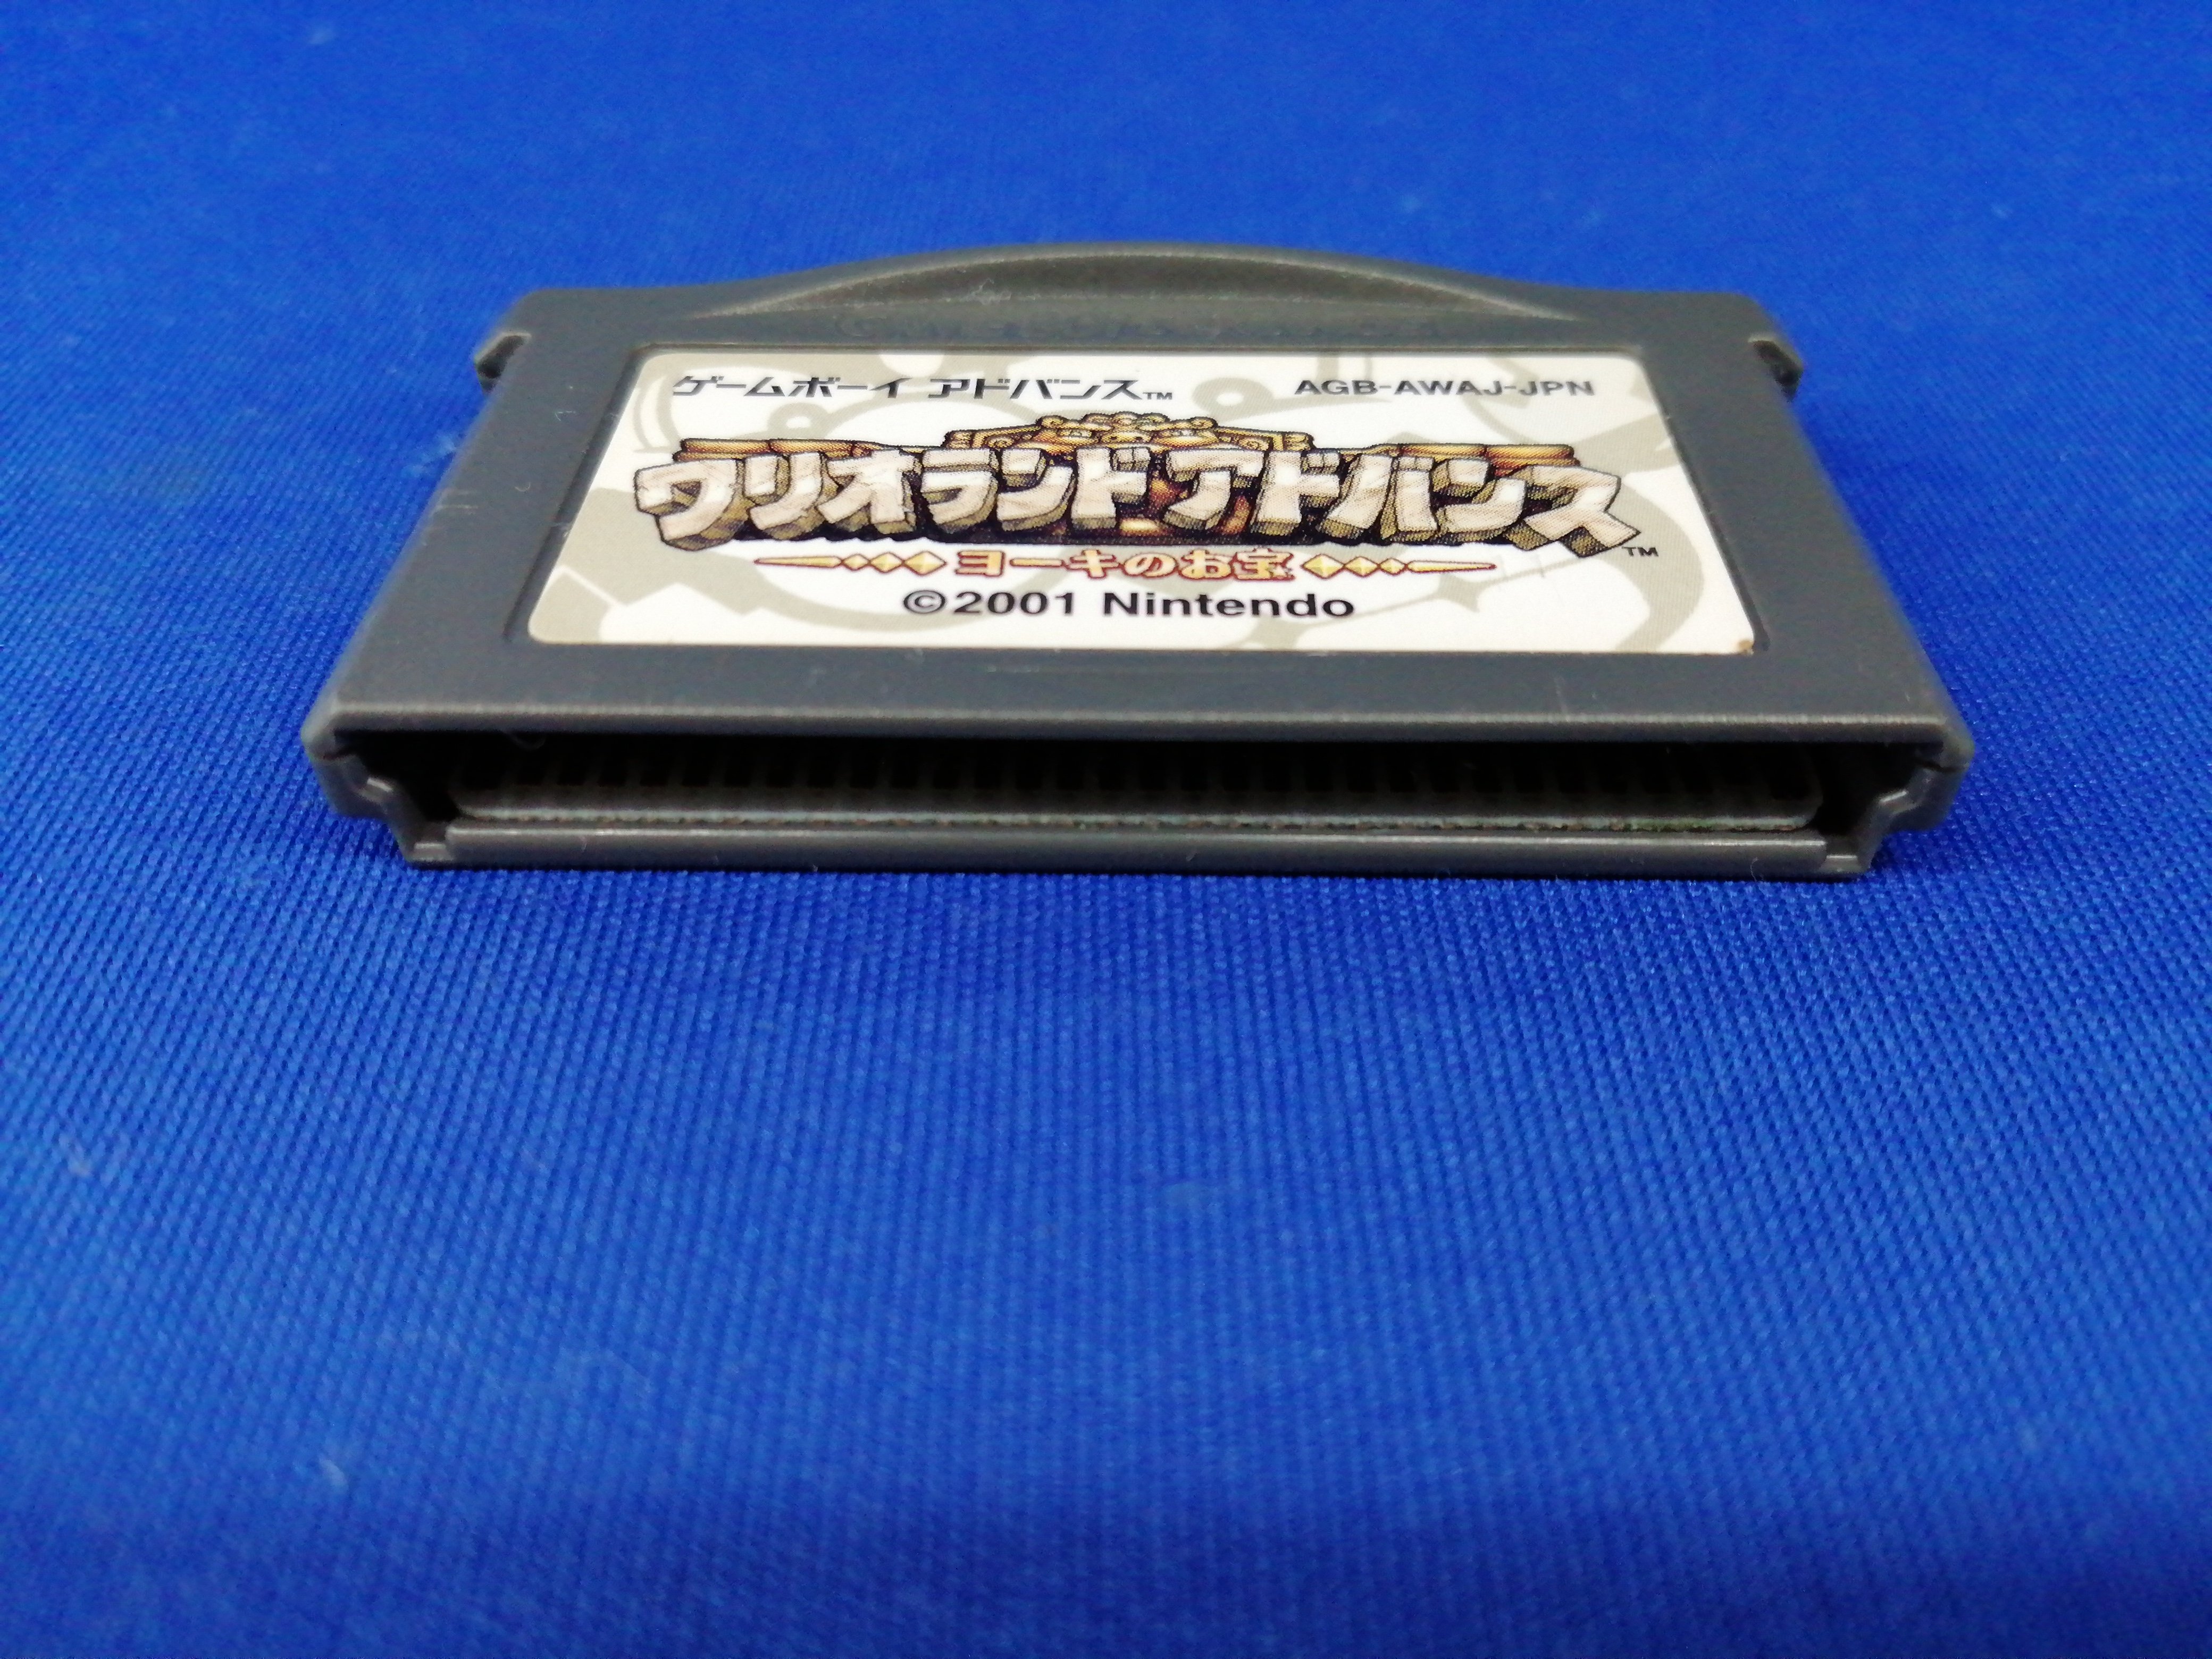 ゲームボーイ アドバンス™
AGB-AWAJ-JPN
ワリオランドアドバンス™
ヨーキのお宝
©2001 Nintendo